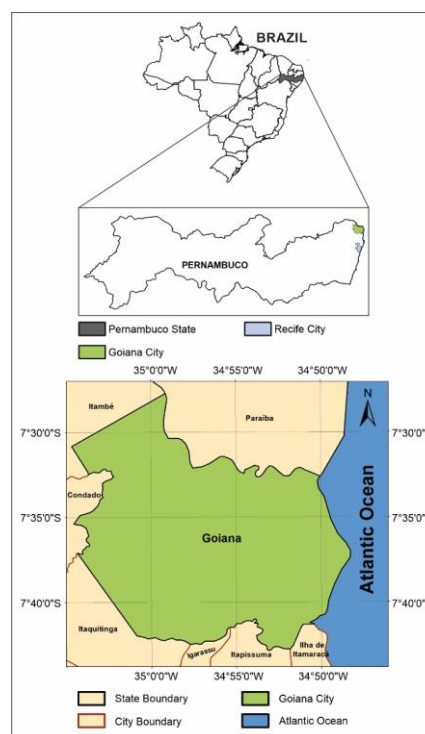 BRAZIL
PERNAMBUCO
Pernambuco State
Recife City
Goiana City
35°0'0"W 34°55'0"W 34°50'0"W
N
Itambé
Paraíba
7°30'0"S
7°30'0"S
Condado
7°35'0"S
7°35'0"S
Goiana
Atlantic Ocean
7°40'0"S
7°40'0"S
Itaquitinga
Igarassu
Itapissuma
Ilha de
Itamaracá
35°0'0"W 34°55'0"W 34°50'0"W
State Boundary
Goiana City
City Boundary
Atlantic Ocean